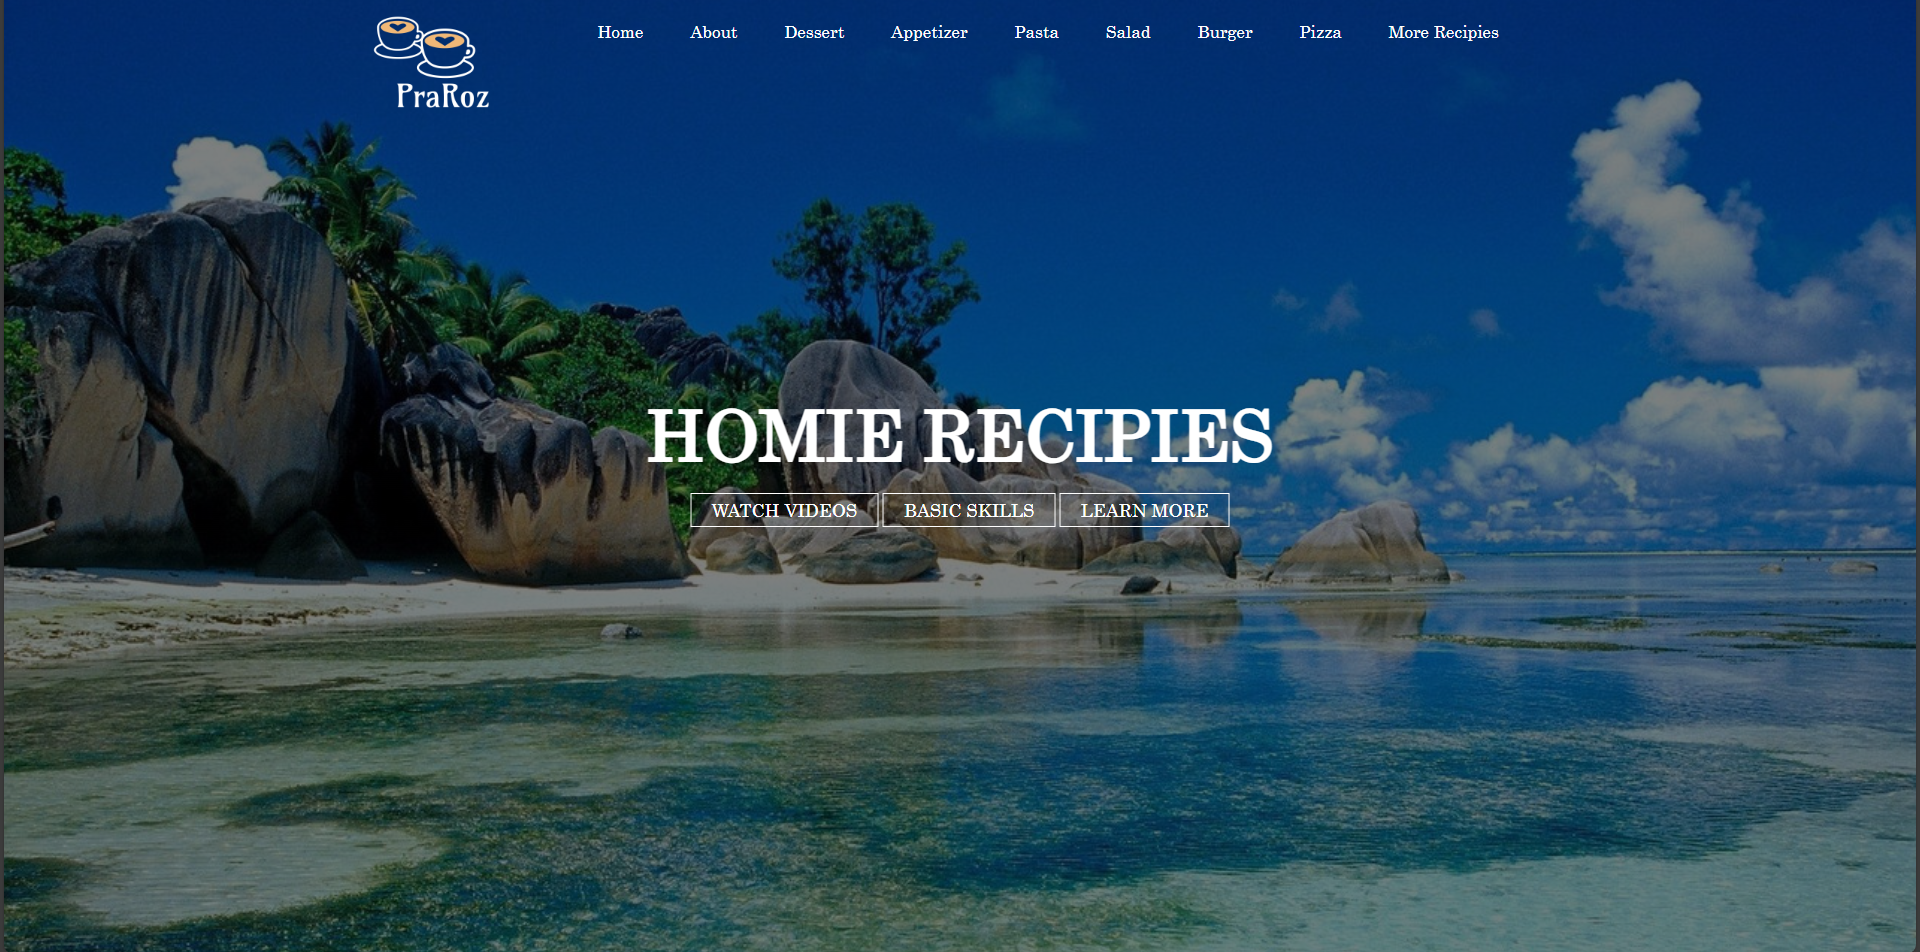 PraRoz
Home About Dessert Appetizer Pasta Salad Burger Pizza More Recipies
HOMIE RECIPIES
WATCH VIDEOS BASIC SKILLS LEARN MORE